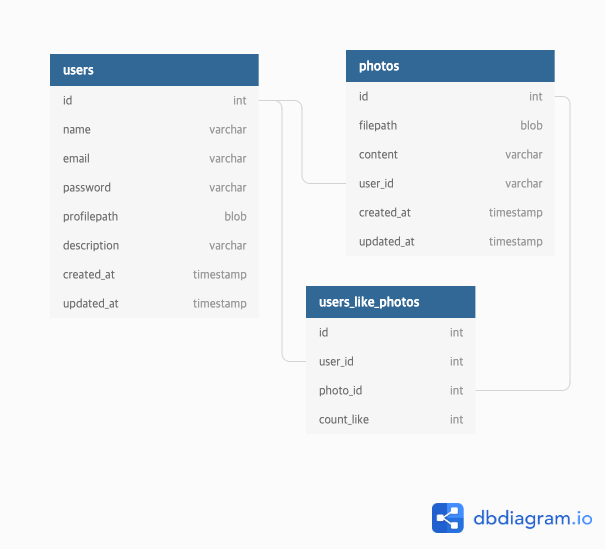 users
id int
name varchar
email varchar
password varchar
profilepath blob
description varchar
created_at timestamp
updated_at timestamp
photos
id int
filepath blob
content varchar
user_id varchar
created_at timestamp
updated_at timestamp
users_like_photos
id int
user_id int
photo_id int
count_like int
dbdiagram.io